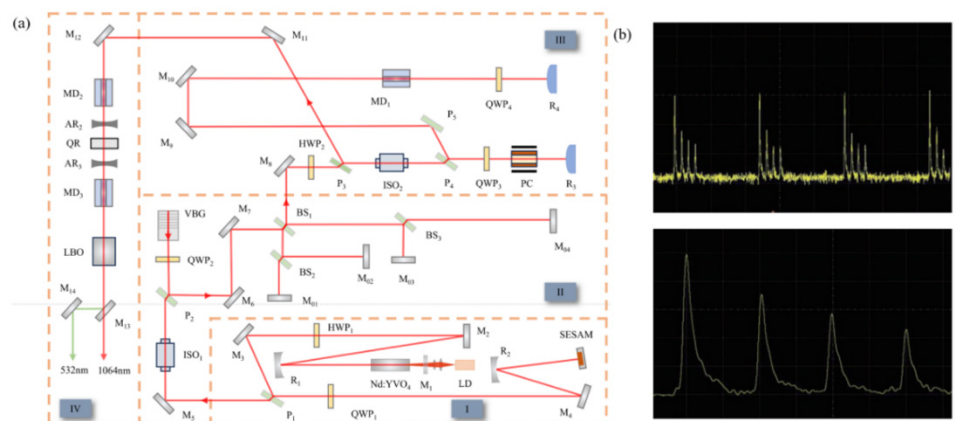 (a)
M12
M11
III
(b)
M10
MD1
QWP4
R4
MD2
AR2
QR
AR3
MD3
M9
P5
HWP2
M8
P3
ISO2
P4
QWP3
PC
R5
VBG
M7
BS1
BS3
M04
LBO
QWP2
BS2
M02
M03
M14
P2
M6
M01
II
M13
HWP1
M2
SESAM
M3
R2
ISO1
R1
Nd:YVO4
M1
LD
532nm
1064nm
IV
M5
P1
QWP1
I
M4